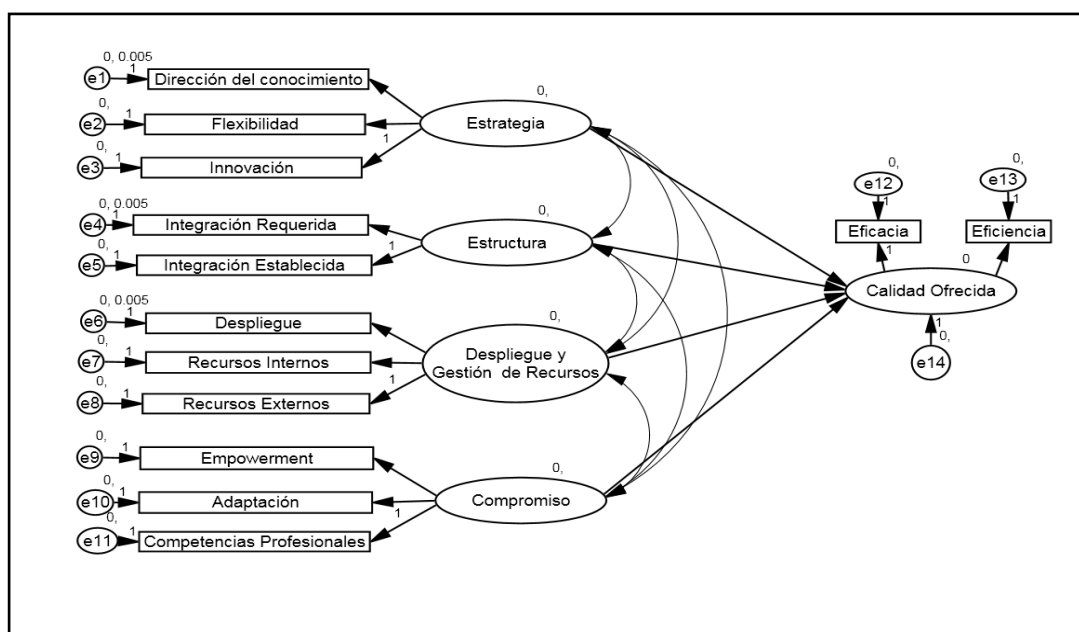 0, 0.005
e1
1
Dirección del conocimiento
0,
e2
1
Flexibilidad
0,
e3
1
Innovación
0,
Estrategia
1
0, 0.005
e4
1
Integración Requerida
0,
e5
1
Integración Establecida
0,
Estructura
1
0, 0.005
e6
1
Despliegue
0,
e7
1
Recursos Internos
0,
e8
1
Recursos Externos
0,
Despliegue y
Gestión de Recursos
1
0,
e9
1
Empowerment
0,
e10
1
Adaptación
0,
e11
1
Competencias Profesionales
0,
Compromiso
1
0,
e12
1
Eficacia
1
0,
e13
1
Eficiencia
0
Calidad Ofrecida
1
0,
e14